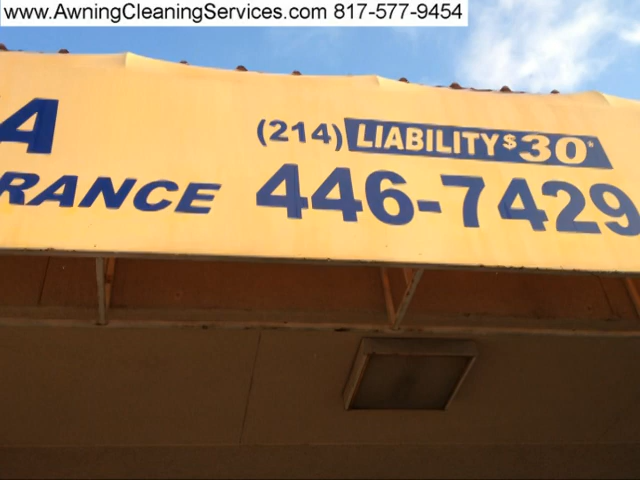 www.AwningCleaningServices.com 817-577-9454
A (214) LIABILITY $30*
RANCE 446-7429